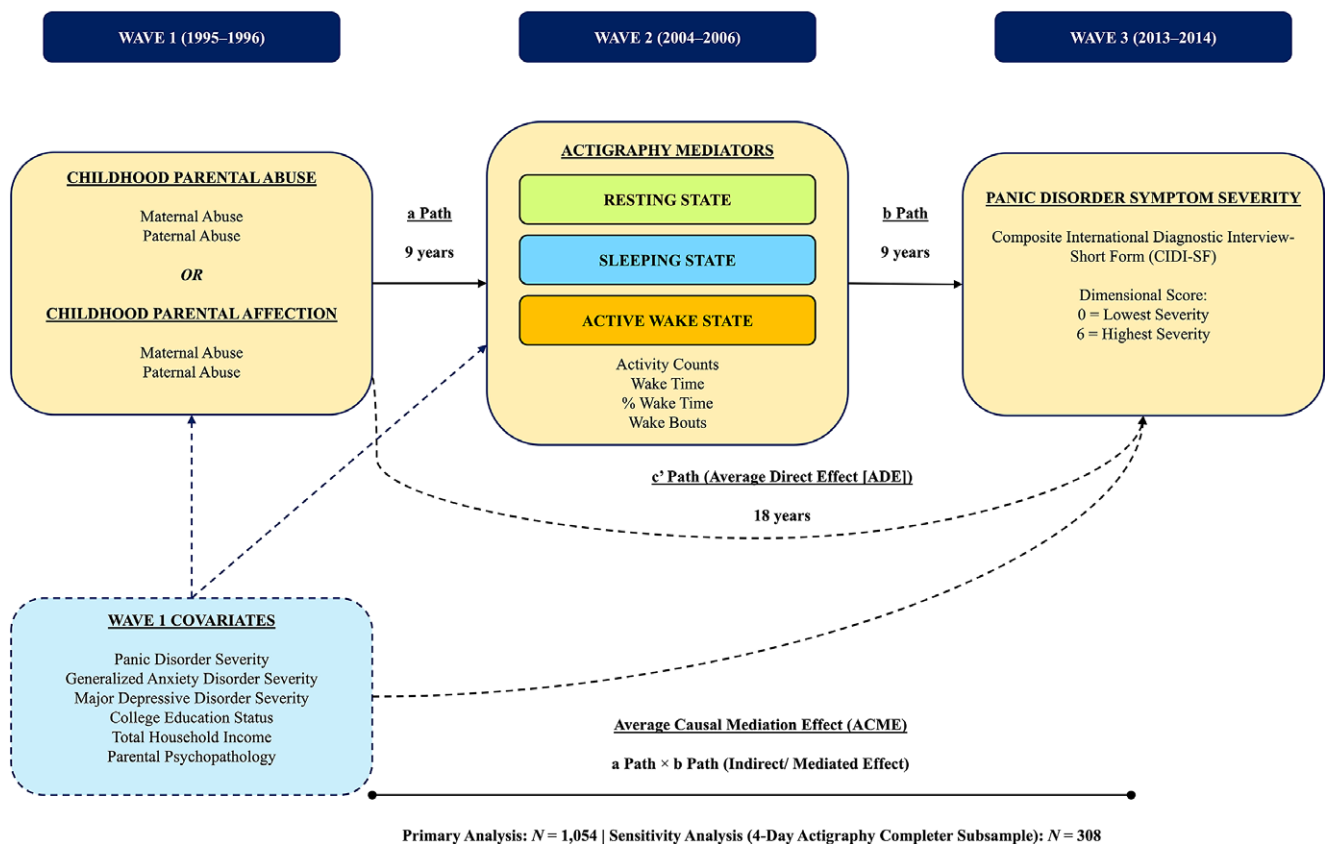 WAVE 1 (1995–1996)
WAVE 2 (2004–2006)
WAVE 3 (2013–2014)
CHILDHOOD PARENTAL ABUSE
Maternal Abuse
Paternal Abuse
OR
CHILDHOOD PARENTAL AFFECTION
Maternal Abuse
Paternal Abuse
a Path
9 years
ACTIGRAPHY MEDIATORS
RESTING STATE
SLEEPING STATE
ACTIVE WAKE STATE
Activity Counts
Wake Time
% Wake Time
Wake Bouts
b Path
9 years
PANIC DISORDER SYMPTOM SEVERITY
Composite International Diagnostic Interview-
Short Form (CIDI-SF)
Dimensional Score:
0 = Lowest Severity
6 = Highest Severity
c' Path (Average Direct Effect [ADE])
18 years
WAVE 1 COVARIATES
Panic Disorder Severity
Generalized Anxiety Disorder Severity
Major Depressive Disorder Severity
College Education Status
Total Household Income
Parental Psychopathology
Average Causal Mediation Effect (ACME)
a Path × b Path (Indirect/ Mediated Effect)
Primary Analysis: N = 1,054 | Sensitivity Analysis (4-Day Actigraphy Completer Subsample): N = 308